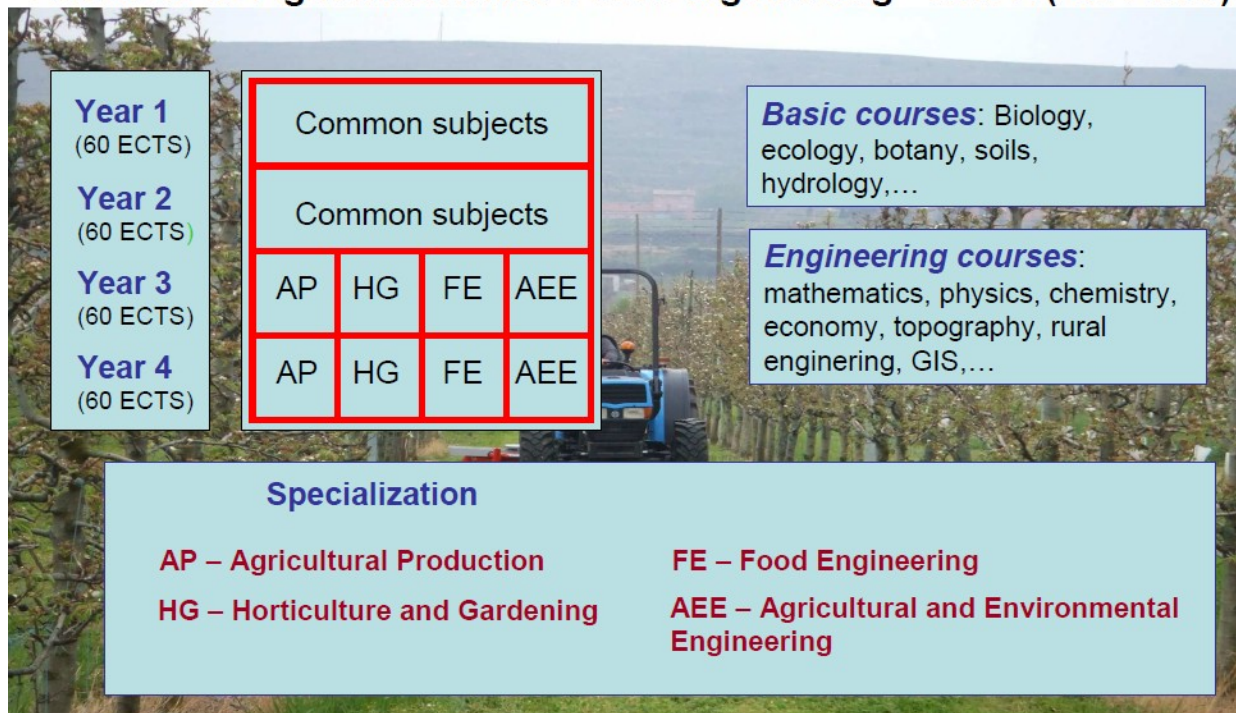 Year 1
(60 ECTS)
Year 2
(60 ECTS)
Year 3
(60 ECTS)
Year 4
(60 ECTS)
Common subjects
Common subjects
AP HG FE AEE
AP HG FE AEE
Basic courses: Biology,
ecology, botany, soils,
hydrology,…
Engineering courses:
mathematics, physics, chemistry,
economy, topography, rural
enginering, GIS,…
Specialization
AP – Agricultural Production
HG – Horticulture and Gardening
FE – Food Engineering
AEE – Agricultural and Environmental
Engineering